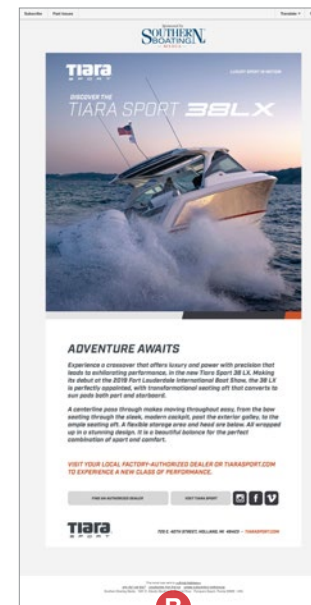 Subscribe Past Issues Translate
Sponsored by
SOUTHERN
BOATING
MEDIA
TIARA
SPORT
LUXURY SPORT IN MOTION
DISCOVER THE
TIARA SPORT 38LX
ADVENTURE AWAITS
Experience a crossover that offers luxury and power with precision that
leads to exhilarating performance, in the new Tiara Sport 38 LX. Making
its debut at the 2019 Fort Lauderdale International Boat Show, the 38 LX
is perfectly appointed, with transformational seating aft that converts to
sun pads both port and starboard.
A centerline pass through makes moving throughout easy, from the bow
seating through the sleek, modern cockpit, past the exterior galley, to the
ample seating aft. A flexible storage area and head are below. All wrapped
up in a stunning design. It is a beautiful balance for the perfect
combination of sport and comfort.
VISIT YOUR LOCAL FACTORY-AUTHORIZED DEALER OR TIARASPORT.COM
TO EXPERIENCE A NEW CLASS OF PERFORMANCE.
FIND AN AUTHORIZED DEALER VISIT TIARA SPORT
TIARA
SPORT
725 E. 40TH STREET, HOLLAND, MI 49423 - TIARASPORT.COM
B